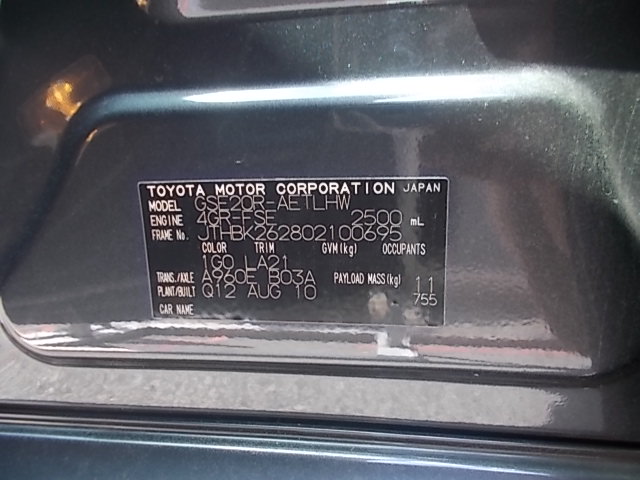 TOYOTA MOTOR CORPORATION JAPAN
MODEL GSE20R-AETLHW
ENGINE 4GR-FSE 2500 mL
FRAME No. JTHBK262802100695
COLOR TRIM GVM(kg) OCCUPANTS
1G0 LA21
TRANS./AXLE A960E B03A PAYLOAD MASS(kg) 11
PLANT/BUILT Q12 AUG 10 755
CAR NAME